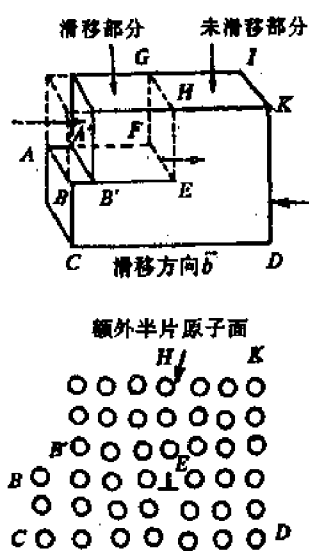 滑移部分 未滑移部分
G I
H
K
A'
F
A
B B' E
C D
滑移方向b⃗
额外半片原子面
H K
B'
E
B
C D